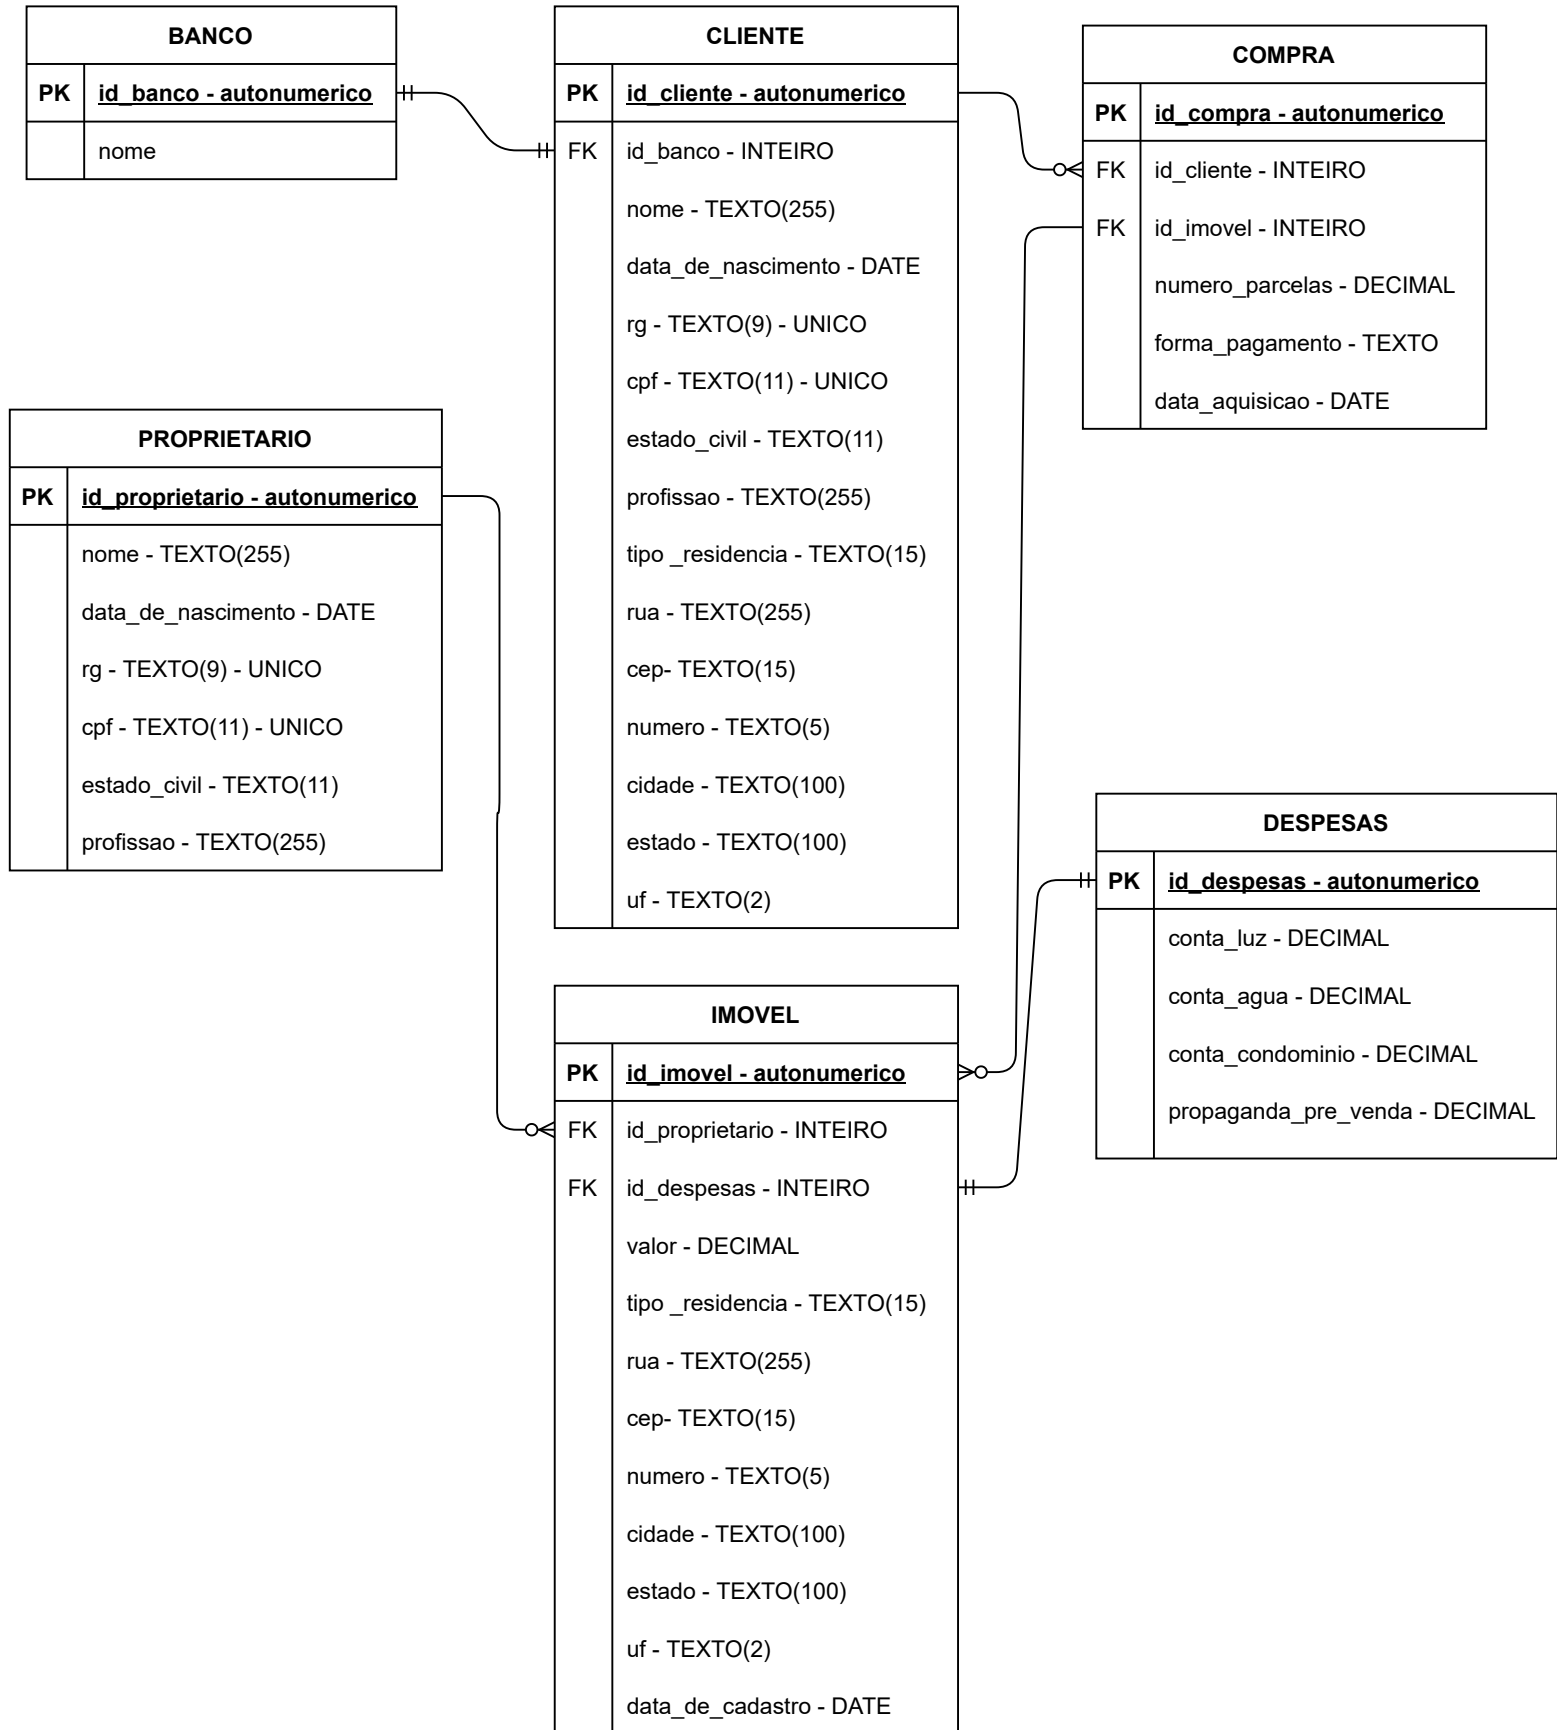 BANCO
PK id_banco - autonumerico
nome
CLIENTE
PK id_cliente - autonumerico
FK id_banco - INTEIRO
nome - TEXTO(255)
data_de_nascimento - DATE
rg - TEXTO(9) - UNICO
cpf - TEXTO(11) - UNICO
estado_civil - TEXTO(11)
profissao - TEXTO(255)
tipo _residencia - TEXTO(15)
rua - TEXTO(255)
cep- TEXTO(15)
numero - TEXTO(5)
cidade - TEXTO(100)
estado - TEXTO(100)
uf - TEXTO(2)
COMPRA
PK id_compra - autonumerico
FK id_cliente - INTEIRO
FK id_imovel - INTEIRO
numero_parcelas - DECIMAL
forma_pagamento - TEXTO
data_aquisicao - DATE
PROPRIETARIO
PK id_proprietario - autonumerico
nome - TEXTO(255)
data_de_nascimento - DATE
rg - TEXTO(9) - UNICO
cpf - TEXTO(11) - UNICO
estado_civil - TEXTO(11)
profissao - TEXTO(255)
DESPESAS
PK id_despesas - autonumerico
conta_luz - DECIMAL
conta_agua - DECIMAL
conta_condominio - DECIMAL
propaganda_pre_venda - DECIMAL
IMOVEL
PK id_imovel - autonumerico
FK id_proprietario - INTEIRO
FK id_despesas - INTEIRO
valor - DECIMAL
tipo _residencia - TEXTO(15)
rua - TEXTO(255)
cep- TEXTO(15)
numero - TEXTO(5)
cidade - TEXTO(100)
estado - TEXTO(100)
uf - TEXTO(2)
data_de_cadastro - DATE